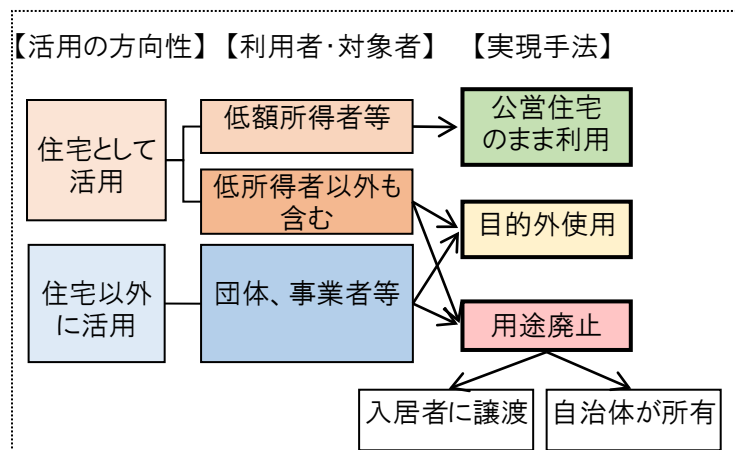 【活用の方向性】【利用者・対象者】【実現手法】
住宅として
活用
低額所得者等
公営住宅
のまま利用
低所得者以外も
含む
目的外使用
住宅以外
に活用
団体、事業者等
用途廃止
入居者に譲渡
自治体が所有